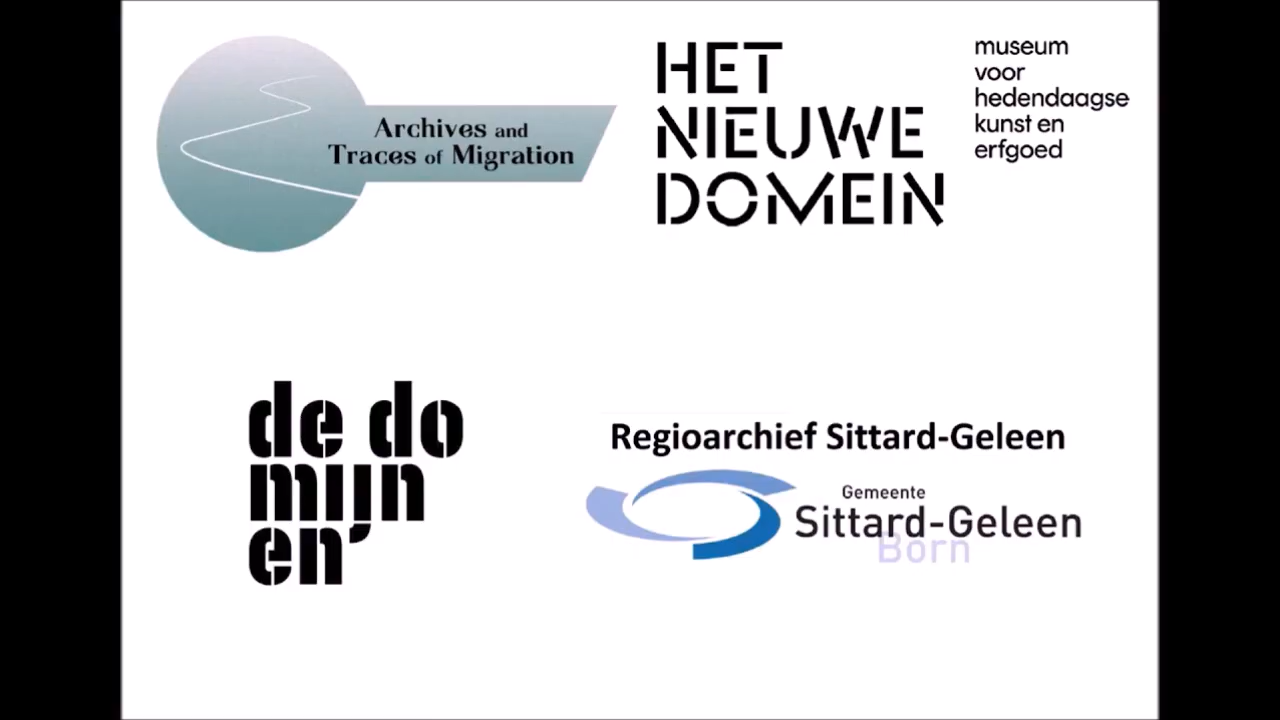 Archives and
Traces of Migration
HET
NIEUWE
DOMEIN
museum
voor
hedendaagse
kunst en
erfgoed
de do
mijn
en
Regioarchief Sittard-Geleen
Gemeente
Sittard-Geleen
Born